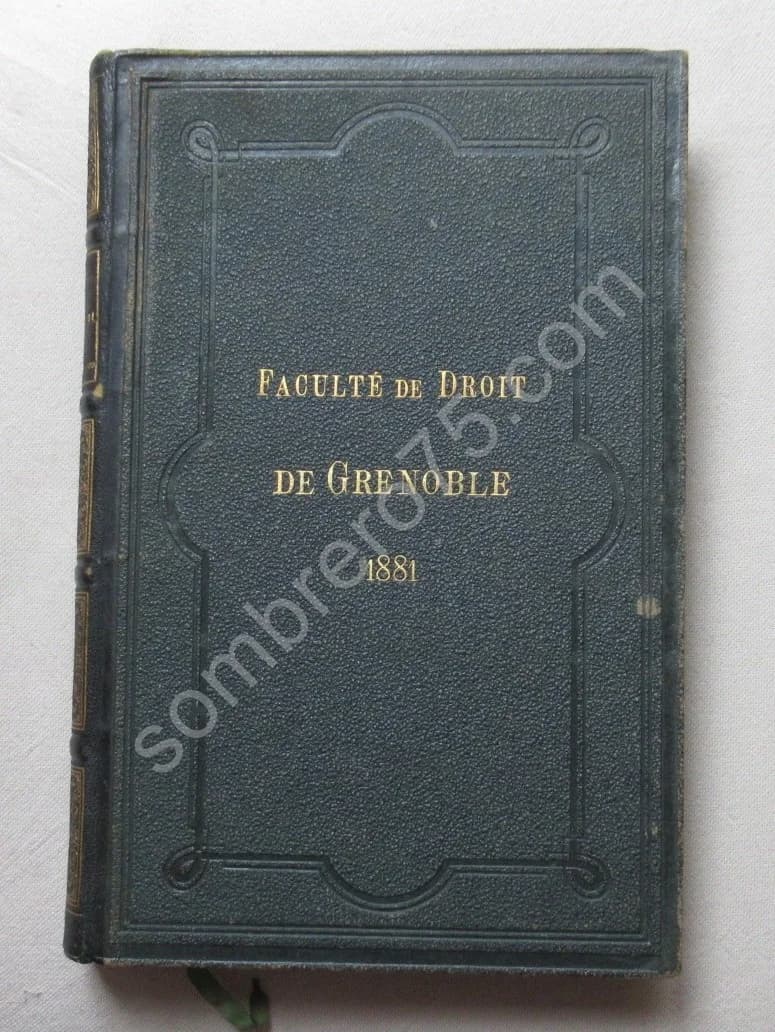 FACULTÉ DE DROIT
DE GRENOBLE
1881
sombrero75.com